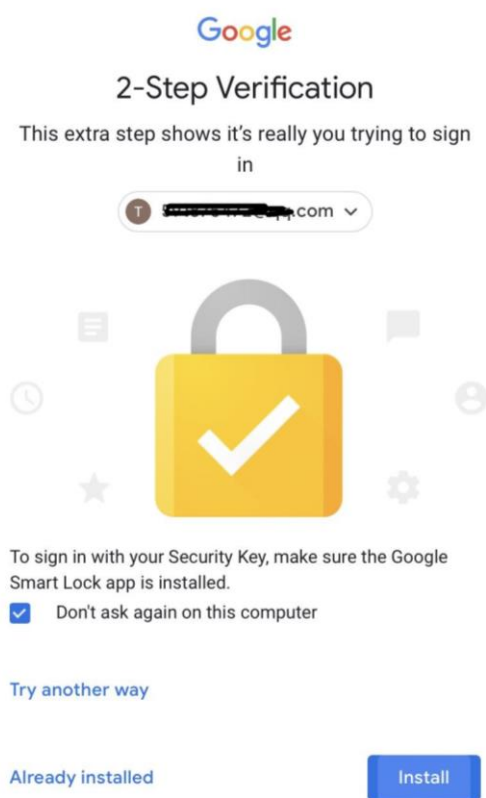 Google
2-Step Verification
This extra step shows it's really you trying to sign
in
T .com
To sign in with your Security Key, make sure the Google
Smart Lock app is installed.
Don't ask again on this computer
Try another way
Already installed
Install